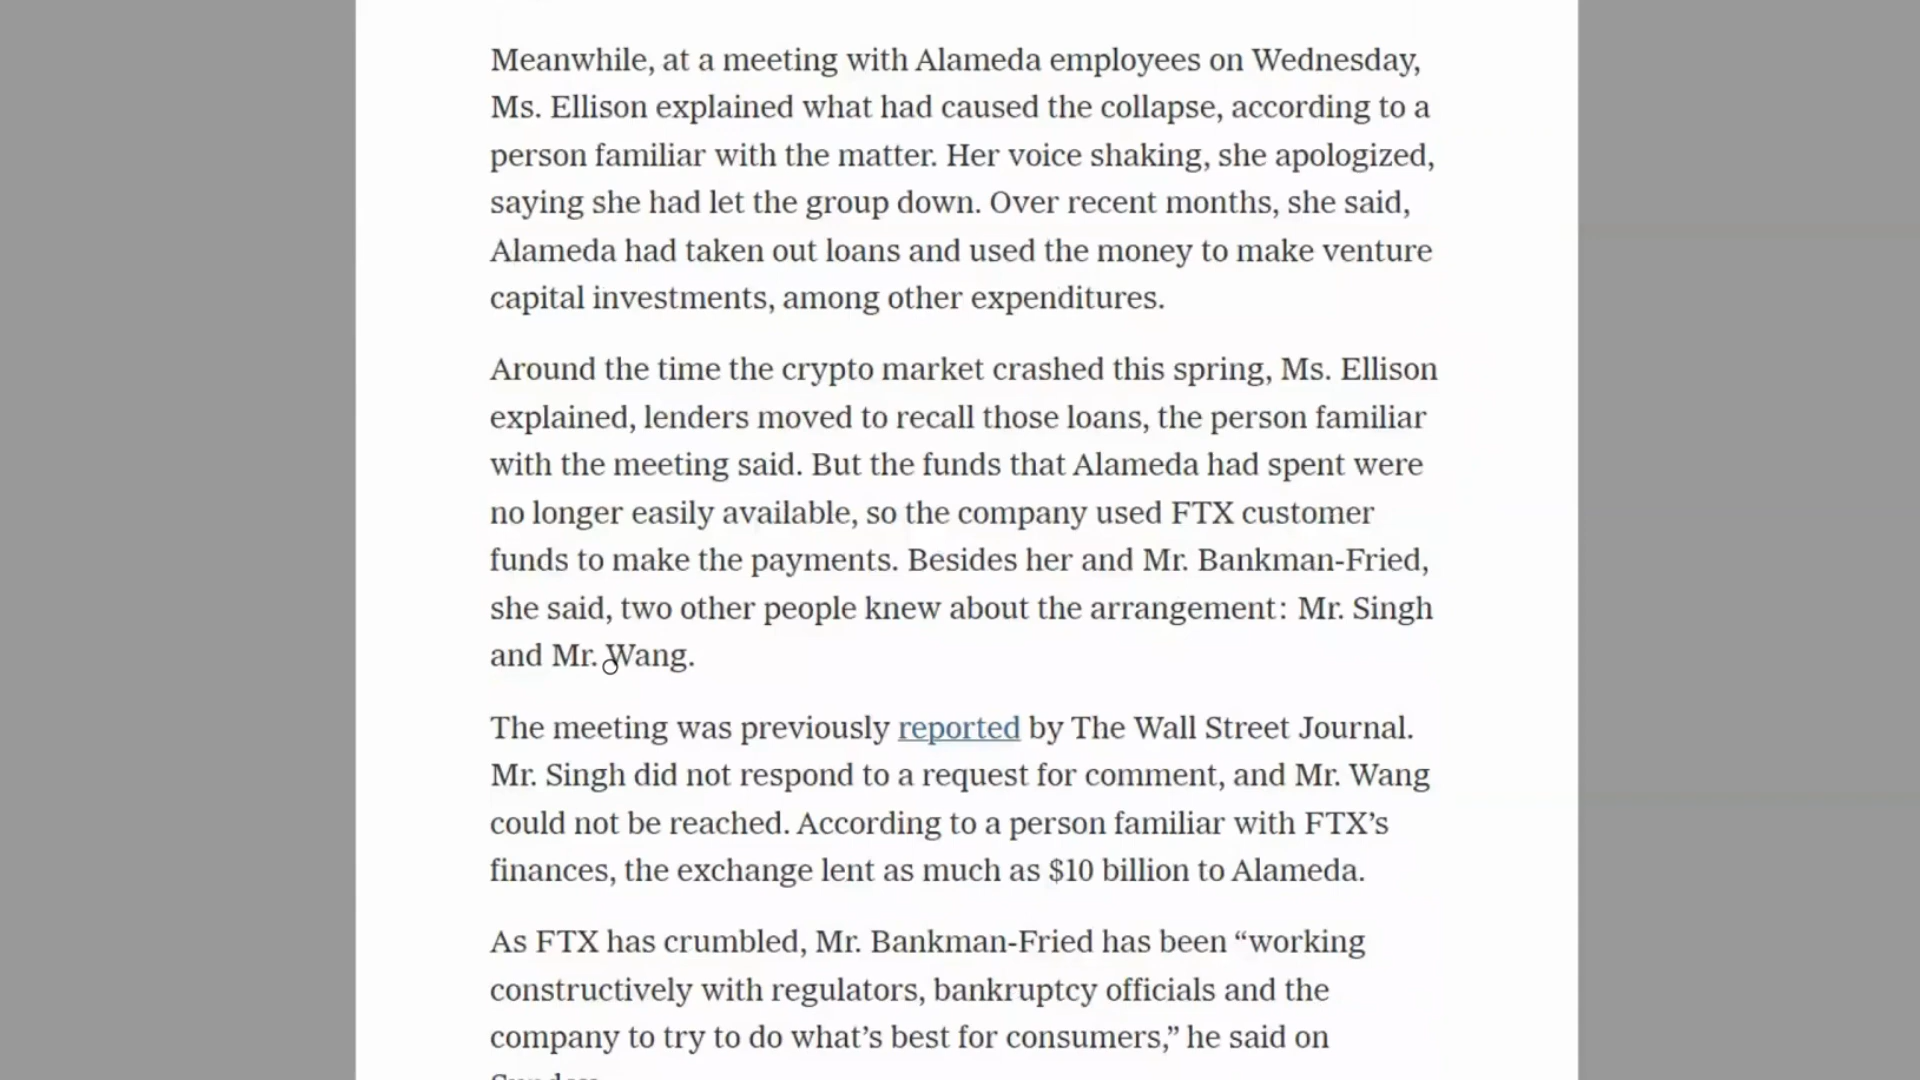 Meanwhile, at a meeting with Alameda employees on Wednesday,
Ms. Ellison explained what had caused the collapse, according to a
person familiar with the matter. Her voice shaking, she apologized,
saying she had let the group down. Over recent months, she said,
Alameda had taken out loans and used the money to make venture
capital investments, among other expenditures.
Around the time the crypto market crashed this spring, Ms. Ellison
explained, lenders moved to recall those loans, the person familiar
with the meeting said. But the funds that Alameda had spent were
no longer easily available, so the company used FTX customer
funds to make the payments. Besides her and Mr. Bankman-Fried,
she said, two other people knew about the arrangement: Mr. Singh
and Mr. Wang.
The meeting was previously reported by The Wall Street Journal.
Mr. Singh did not respond to a request for comment, and Mr. Wang
could not be reached. According to a person familiar with FTX’s
finances, the exchange lent as much as $10 billion to Alameda.
As FTX has crumbled, Mr. Bankman-Fried has been “working
constructively with regulators, bankruptcy officials and the
company to try to do what’s best for consumers,” he said on